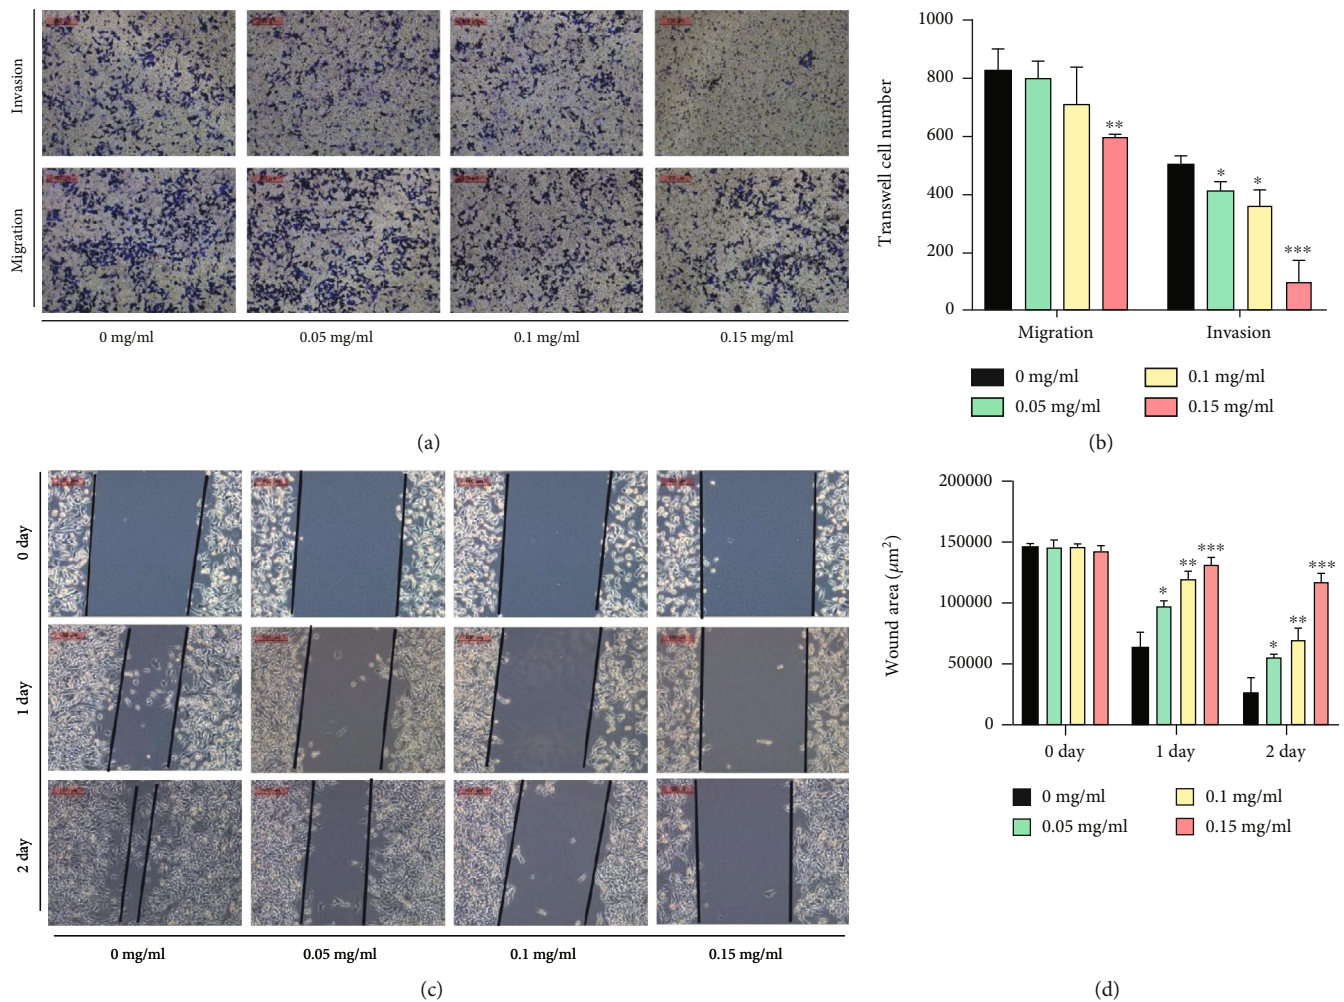 Invasion
Migration
0 mg/ml
0.05 mg/ml
0.1 mg/ml
0.15 mg/ml
(a)
1000
800
600
400
200
0
Transwell cell number
**
*
*
***
Migration
Invasion
0 mg/ml
0.1 mg/ml
0.05 mg/ml
0.15 mg/ml
(b)
0 day
1 day
2 day
0 mg/ml
0.05 mg/ml
0.1 mg/ml
0.15 mg/ml
(c)
200000
150000
100000
50000
0
Wound area (μm²)
*
**
***
*
**
***
0 day
1 day
2 day
0 mg/ml
0.1 mg/ml
0.05 mg/ml
0.15 mg/ml
(d)